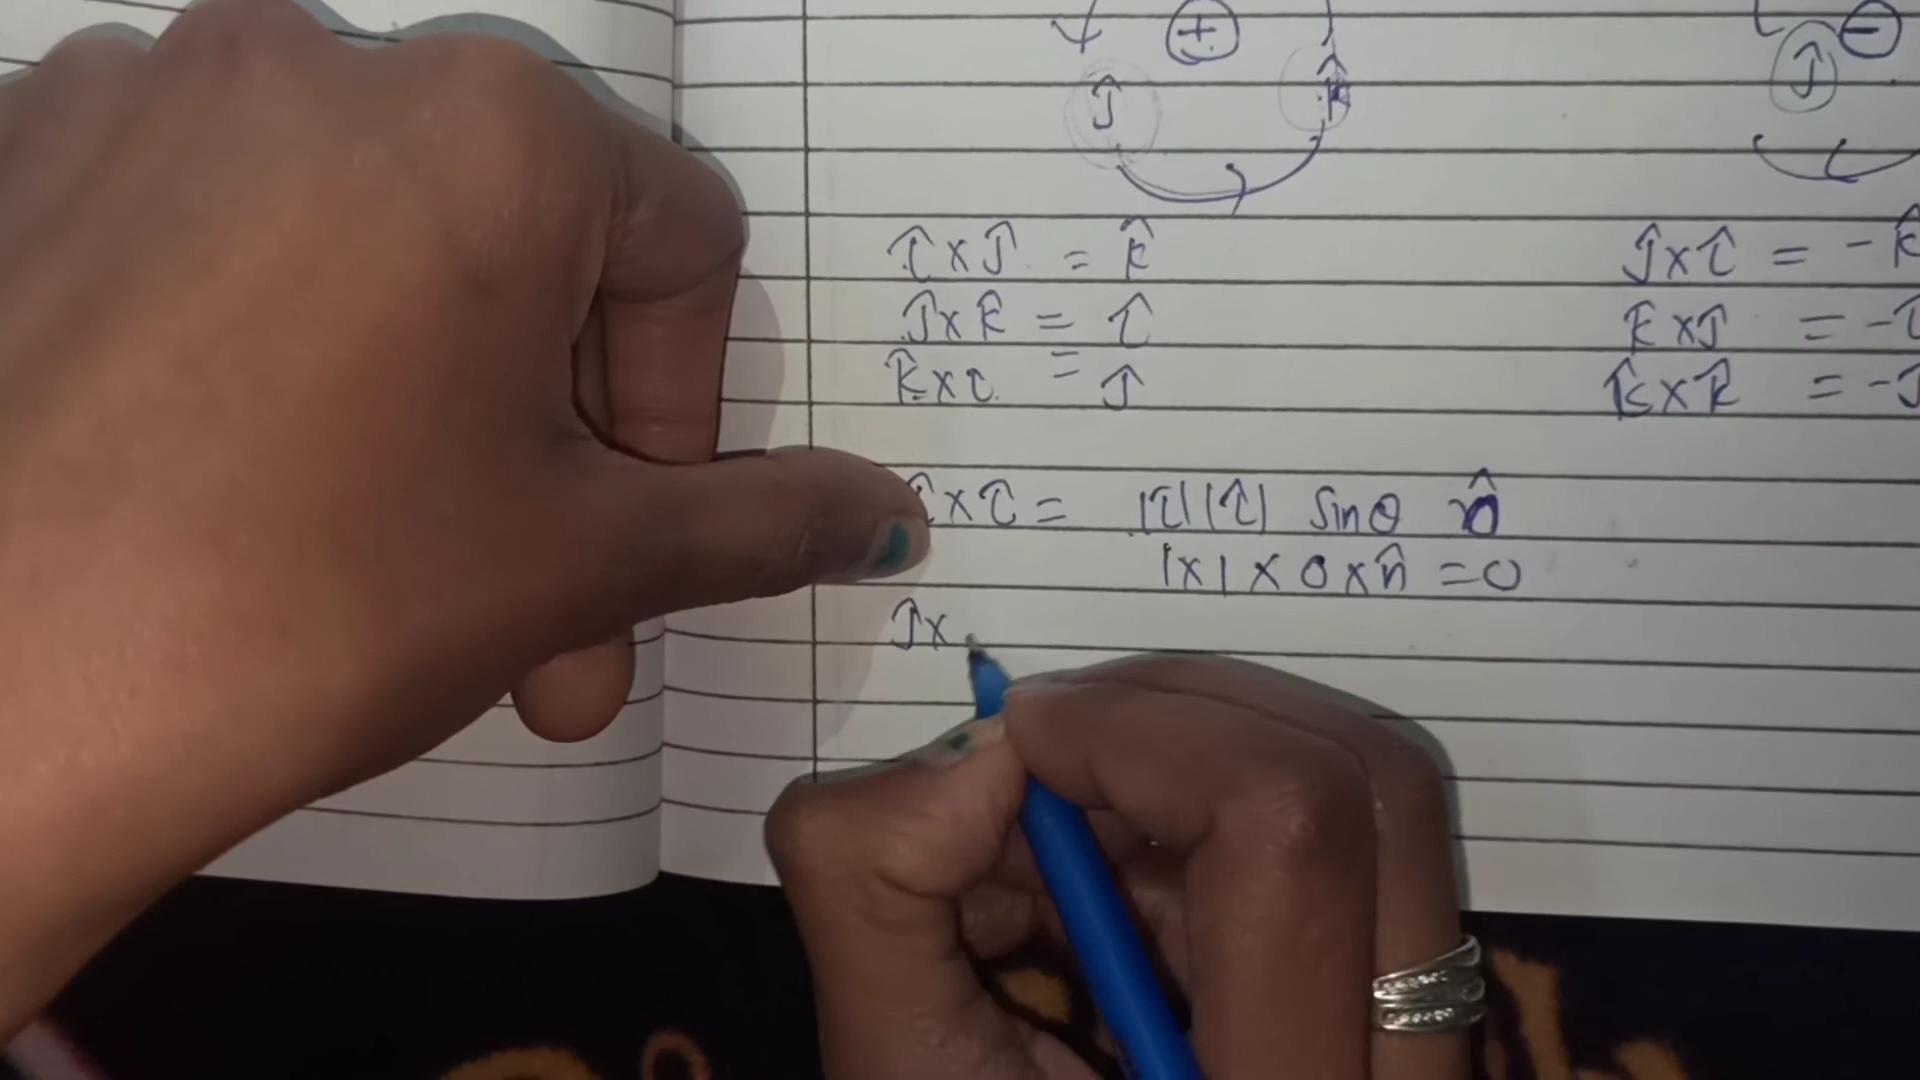 + −
ĵ k̂ ĵ
î x ĵ = k̂ ĵ x î = - k̂
ĵ x k̂ = î k̂ x ĵ = - î
k̂ x i = ĵ k̂ x k̂ = - ĵ
î x î = |î| |î| sinθ n̂
1 x 1 x 0 x n̂ = 0
ĵ x